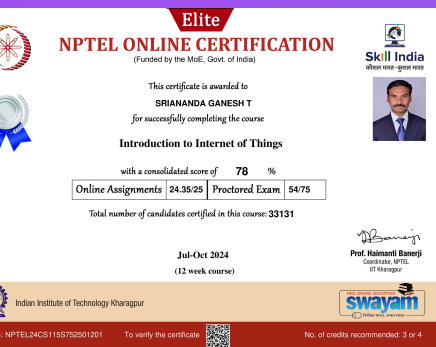 Elite
NPTEL ONLINE CERTIFICATION
(Funded by the MoE, Govt. of India)
Skill India
कौशल भारत - कुशल भारत
This certificate is awarded to
SRIANANDA GANESH T
for successfully completing the course
Introduction to Internet of Things
with a consolidated score of 78 %
Online Assignments 24.35/25 Proctored Exam 54/75
Total number of candidates certified in this course: 33131
Jul-Oct 2024
(12 week course)
Prof. Haimanti Banerji
Coordinator, NPTEL
IIT Kharagpur
Indian Institute of Technology Kharagpur
FREE ONLINE EDUCATION
swayam
: NPTEL24CS115S752501201 To verify the certificate No. of credits recommended: 3 or 4